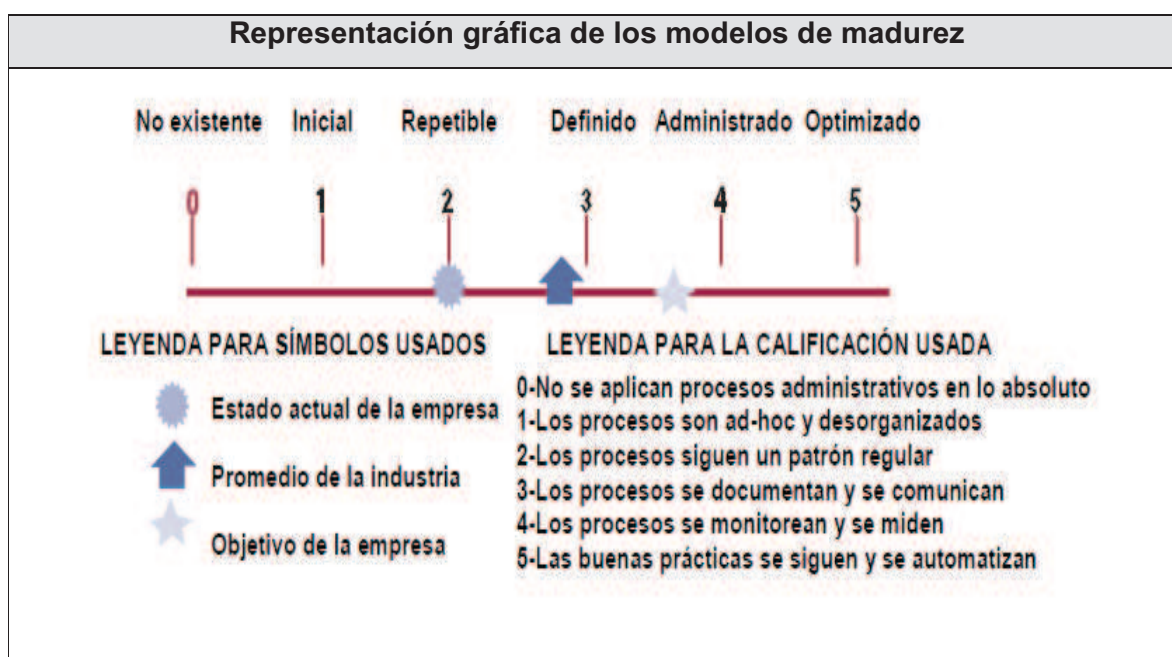 Representación gráfica de los modelos de madurez
No existente Inicial Repetible Definido Administrado Optimizado
0 1 2 3 4 5
LEYENDA PARA SÍMBOLOS USADOS
Estado actual de la empresa
Promedio de la industria
Objetivo de la empresa
LEYENDA PARA LA CALIFICACIÓN USADA
0-No se aplican procesos administrativos en lo absoluto
1-Los procesos son ad-hoc y desorganizados
2-Los procesos siguen un patrón regular
3-Los procesos se documentan y se comunican
4-Los procesos se monitorean y se miden
5-Las buenas prácticas se siguen y se automatizan